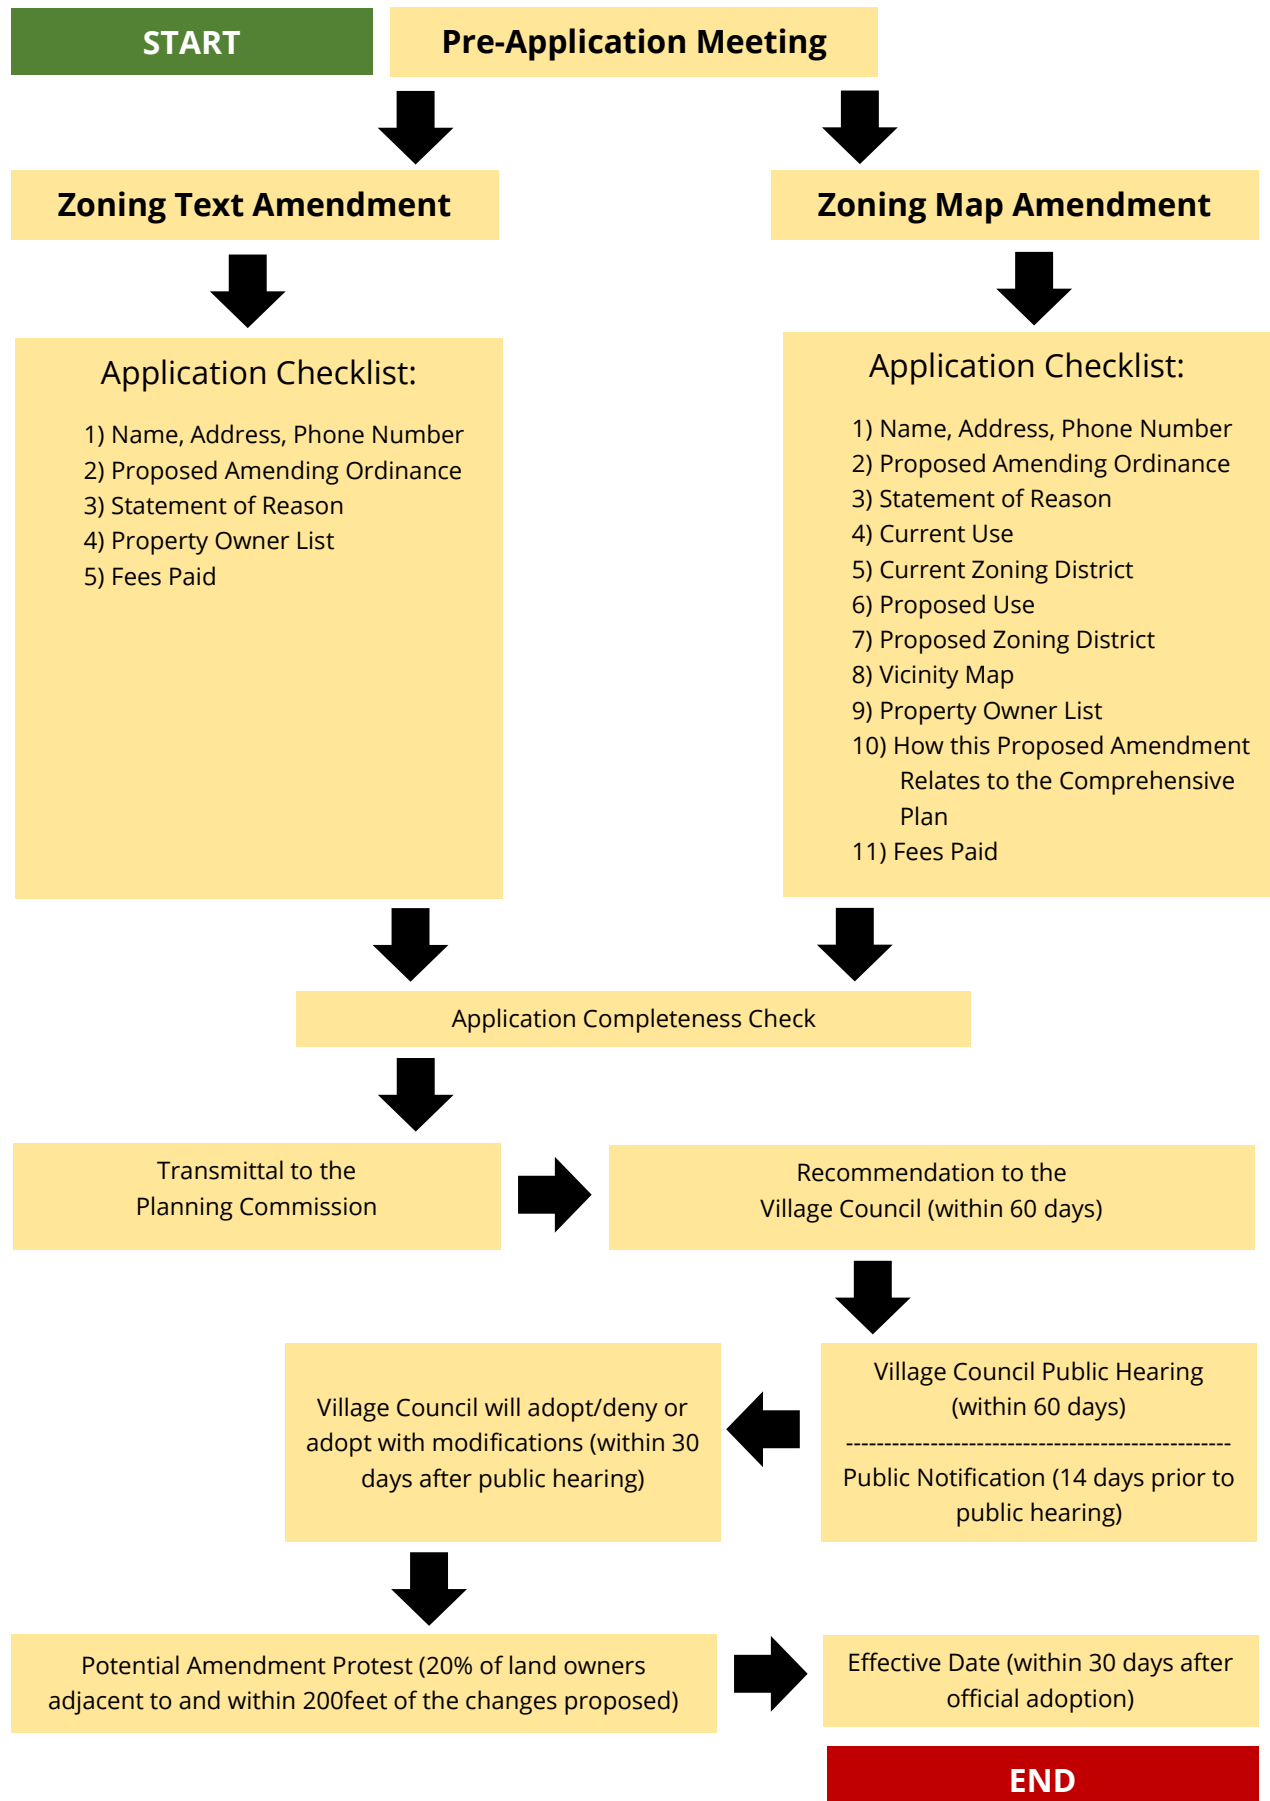 START
Pre-Application Meeting
Zoning Text Amendment
Zoning Map Amendment
Application Checklist:
1) Name, Address, Phone Number
2) Proposed Amending Ordinance
3) Statement of Reason
4) Property Owner List
5) Fees Paid
Application Checklist:
1) Name, Address, Phone Number
2) Proposed Amending Ordinance
3) Statement of Reason
4) Current Use
5) Current Zoning District
6) Proposed Use
7) Proposed Zoning District
8) Vicinity Map
9) Property Owner List
10) How this Proposed Amendment
Relates to the Comprehensive
Plan
11) Fees Paid
Application Completeness Check
Transmittal to the
Planning Commission
Recommendation to the
Village Council (within 60 days)
Village Council Public Hearing
(within 60 days)
--------------------------------------------------
Public Notification (14 days prior to
public hearing)
Village Council will adopt/deny or
adopt with modifications (within 30
days after public hearing)
Potential Amendment Protest (20% of land owners
adjacent to and within 200feet of the changes proposed)
Effective Date (within 30 days after
official adoption)
END